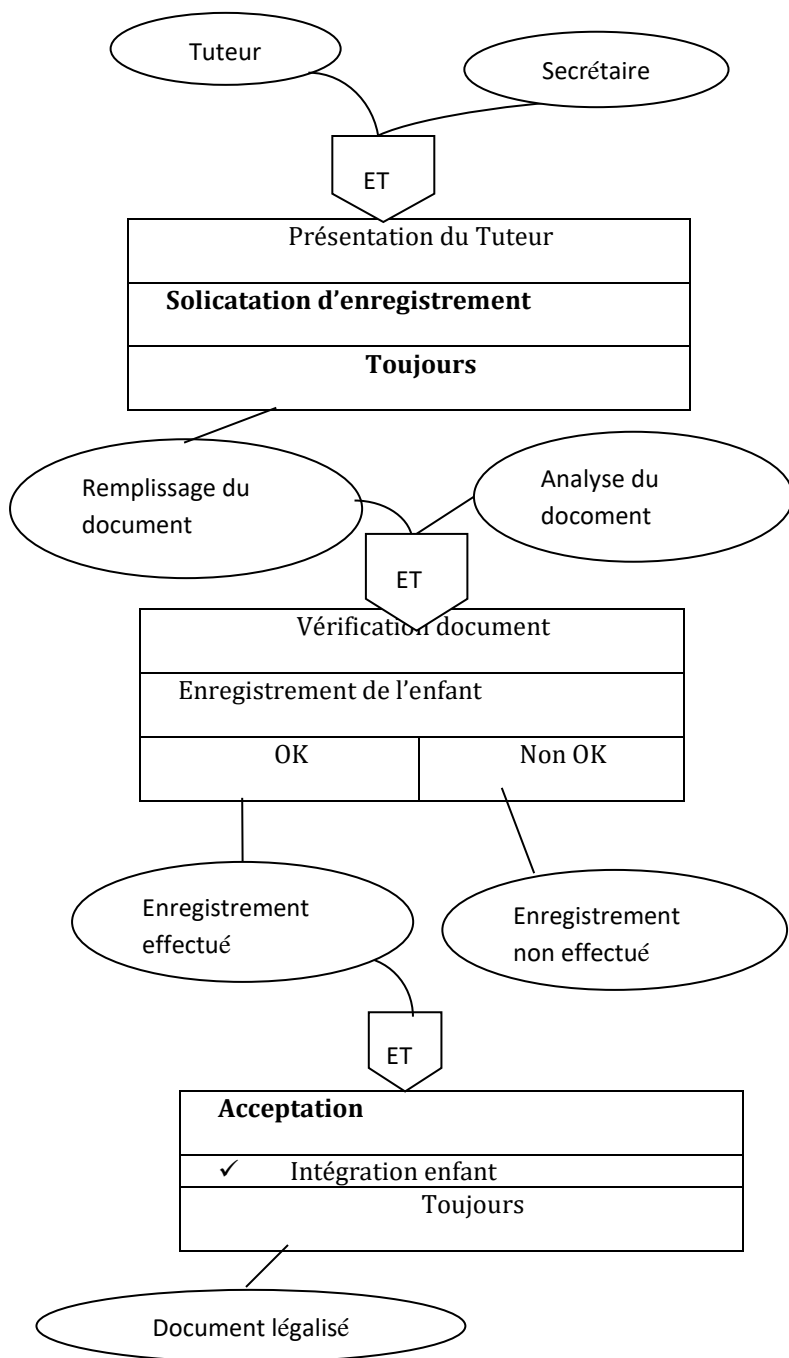 Tuteur
Secrétaire
ET
Présentation du Tuteur
Solicatation d’enregistrement
Toujours
Remplissage du
document
Analyse du
docoment
ET
Vérification document
Enregistrement de l’enfant
OK
Non OK
Enregistrement
effectué
Enregistrement
non effectué
ET
Acceptation
✓ Intégration enfant
Toujours
Document légalisé